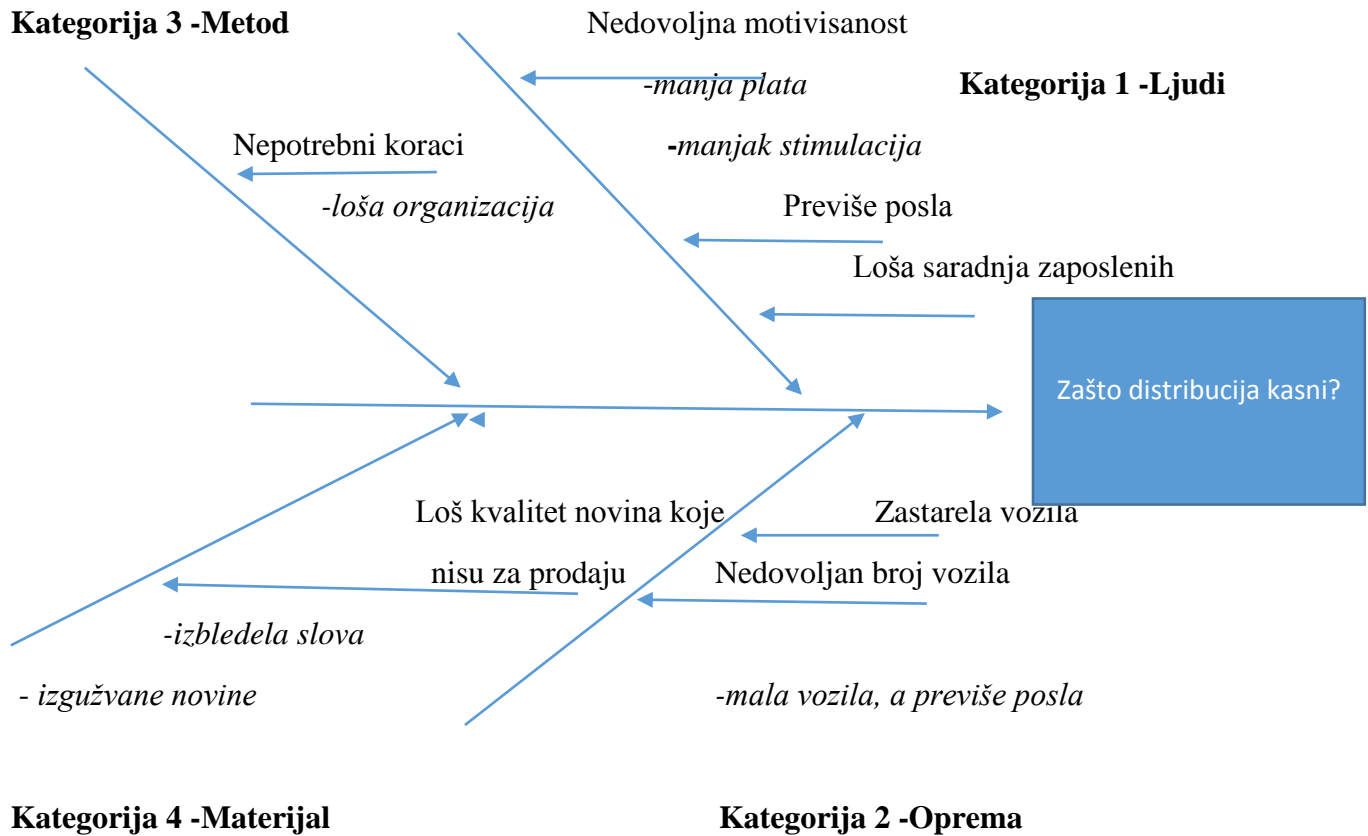 Kategorija 3 -Metod
Nedovoljna motivisanost
-manja plata
Kategorija 1 -Ljudi
Nepotrebni koraci
-manjak stimulacija
-loša organizacija
Previše posla
Loša saradnja zaposlenih
Zašto distribucija kasni?
Loš kvalitet novina koje
nisu za prodaju
Zastarela vozila
Nedovoljan broj vozila
-izbledela slova
- izgužvane novine
-mala vozila, a previše posla
Kategorija 4 -Materijal
Kategorija 2 -Oprema